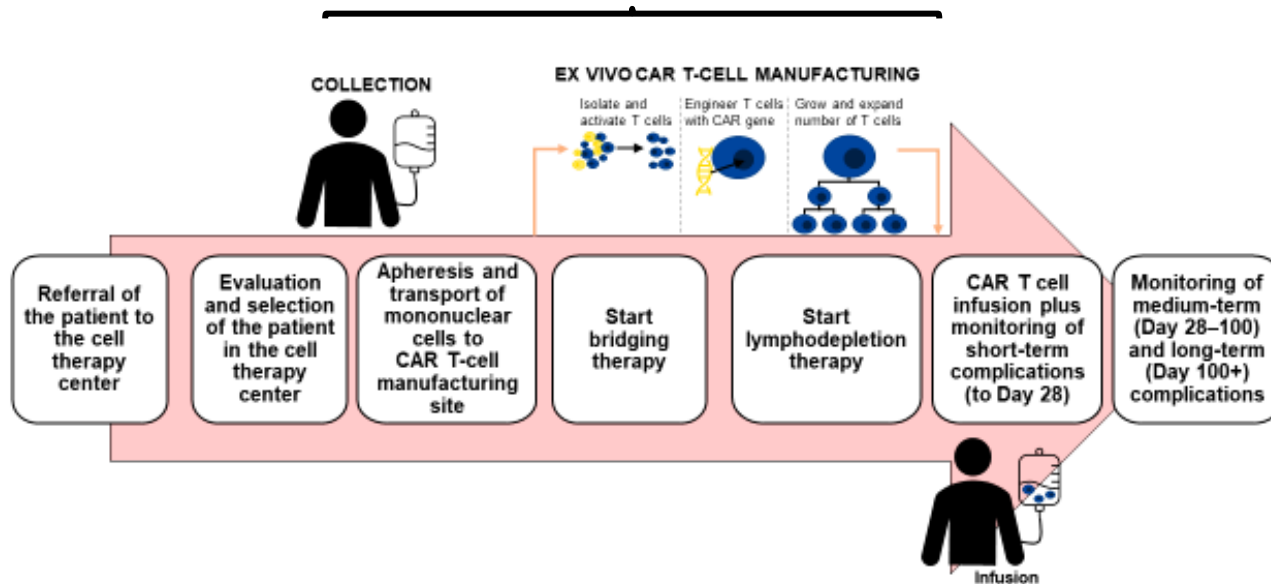 COLLECTION
EX VIVO CAR T-CELL MANUFACTURING
Isolate and
activate T cells
Engineer T cells
with CAR gene
Grow and expand
number of T cells
Referral of
the patient to
the cell
therapy
center
Evaluation
and selection
of the patient
in the cell
therapy
center
Apheresis and
transport of
mononuclear
cells to
CAR T-cell
manufacturing
site
Start
bridging
therapy
Start
lymphodepletion
therapy
CAR T cell
infusion plus
monitoring of
short-term
complications
(to Day 28)
Monitoring of
medium-term
(Day 28–100)
and long-term
(Day 100+)
complications
Infusion